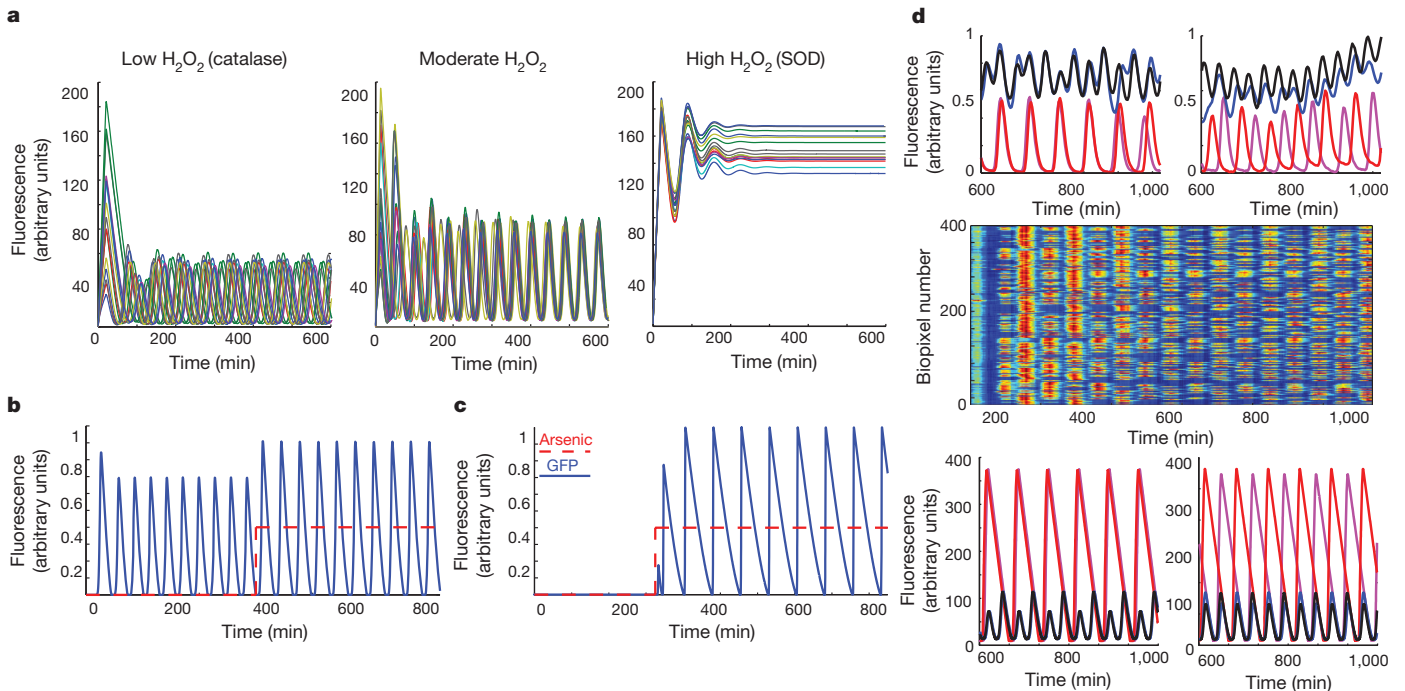 a
Low H2O2 (catalase)
Moderate H2O2
High H2O2 (SOD)
Fluorescence
(arbitrary units)
200
160
120
80
40
0 200 400 600
Time (min)
200
160
120
80
40
0 200 400 600
Time (min)
200
160
120
80
40
0 200 400 600
Time (min)
b
Fluorescence
(arbitrary units)
1
0.8
0.6
0.4
0.2
0 200 400 600 800
Time (min)
c
Fluorescence
(arbitrary units)
1
0.8
0.6
0.4
0.2
Arsenic
GFP
0 200 400 600 800
Time (min)
d
Fluorescence
(arbitrary units)
1
0.5
0
600 800 1,000
Time (min)
1
0.5
0
600 800 1,000
Time (min)
Biopixel number
400
200
0
200 400 600 800 1,000
Time (min)
Fluorescence
(arbitrary units)
400
300
200
100
0
600 800 1,000
Time (min)
400
300
200
100
0
600 800 1,000
Time (min)